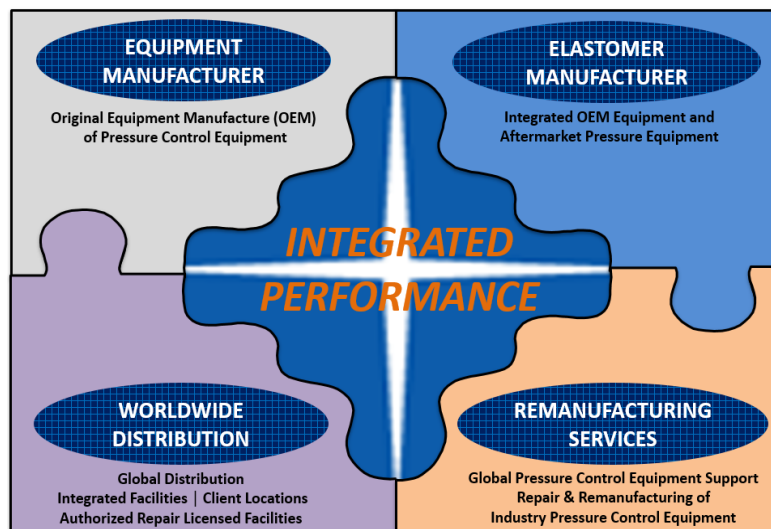 EQUIPMENT
MANUFACTURER
Original Equipment Manufacture (OEM)
of Pressure Control Equipment
ELASTOMER
MANUFACTURER
Integrated OEM Equipment and
Aftermarket Pressure Equipment
INTEGRATED
PERFORMANCE
WORLDWIDE
DISTRIBUTION
Global Distribution
Integrated Facilities | Client Locations
Authorized Repair Licensed Facilities
REMANUFACTURING
SERVICES
Global Pressure Control Equipment Support
Repair & Remanufacturing of
Industry Pressure Control Equipment